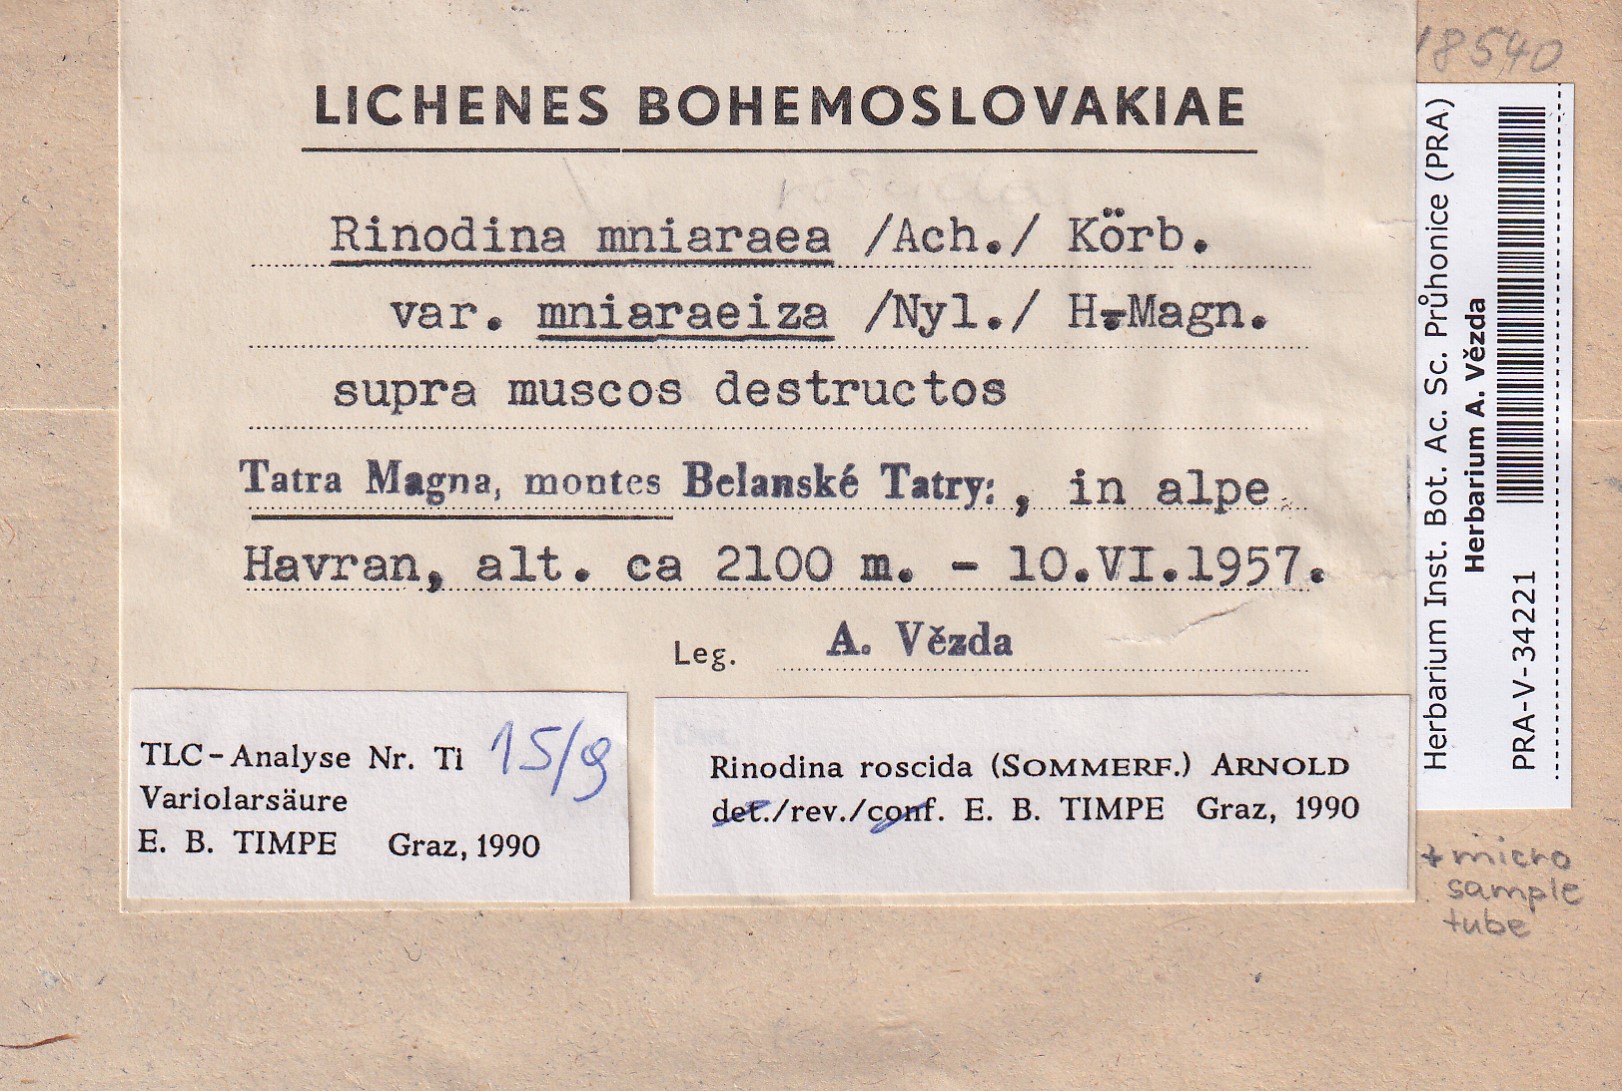 18540
LICHENES BOHEMOSLOVAKIAE
roscida
Rinodina mniaraea /Ach./ Körb.
var. mniaraeiza /Nyl./ H.Magn.
supra muscos destructos
Tatra Magna, montes Belanské Tatry: , in alpe
Havran, alt. ca 2100 m. - 10.VI.1957.
Leg. A. Vězda
TLC-Analyse Nr. Ti 15/9
Variolarsäure
E. B. TIMPE Graz, 1990
Rinodina roscida (SOMMERF.) ARNOLD
det./rev./conf. E. B. TIMPE Graz, 1990
Herbarium Inst. Bot. Ac. Sc. Průhonice (PRA)
Herbarium A. Vězda
PRA-V-34221
+ micro
sample
tube